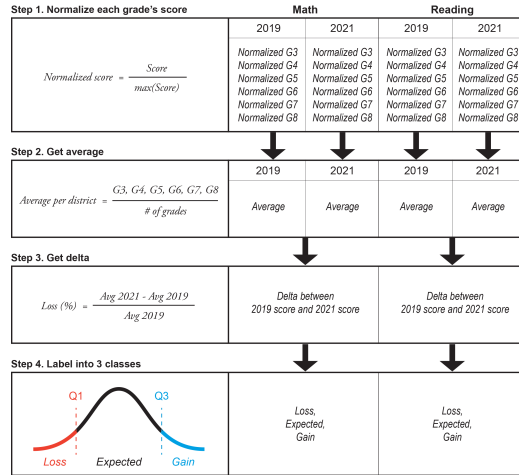 Step 1. Normalize each grade's score
Math
Reading
2019
2021
2019
2021
Normalized score = Score
max(Score)
Normalized G3
Normalized G4
Normalized G5
Normalized G6
Normalized G7
Normalized G8
Normalized G3
Normalized G4
Normalized G5
Normalized G6
Normalized G7
Normalized G8
Normalized G3
Normalized G4
Normalized G5
Normalized G6
Normalized G7
Normalized G8
Normalized G3
Normalized G4
Normalized G5
Normalized G6
Normalized G7
Normalized G8
Step 2. Get average
2019
2021
2019
2021
Average per district = G3, G4, G5, G6, G7, G8
# of grades
Average
Average
Average
Average
Step 3. Get delta
Loss (%) = Avg 2021 - Avg 2019
Avg 2019
Delta between
2019 score and 2021 score
Delta between
2019 score and 2021 score
Step 4. Label into 3 classes
Q1
Q3
Loss
Expected
Gain
Loss,
Expected,
Gain
Loss,
Expected,
Gain